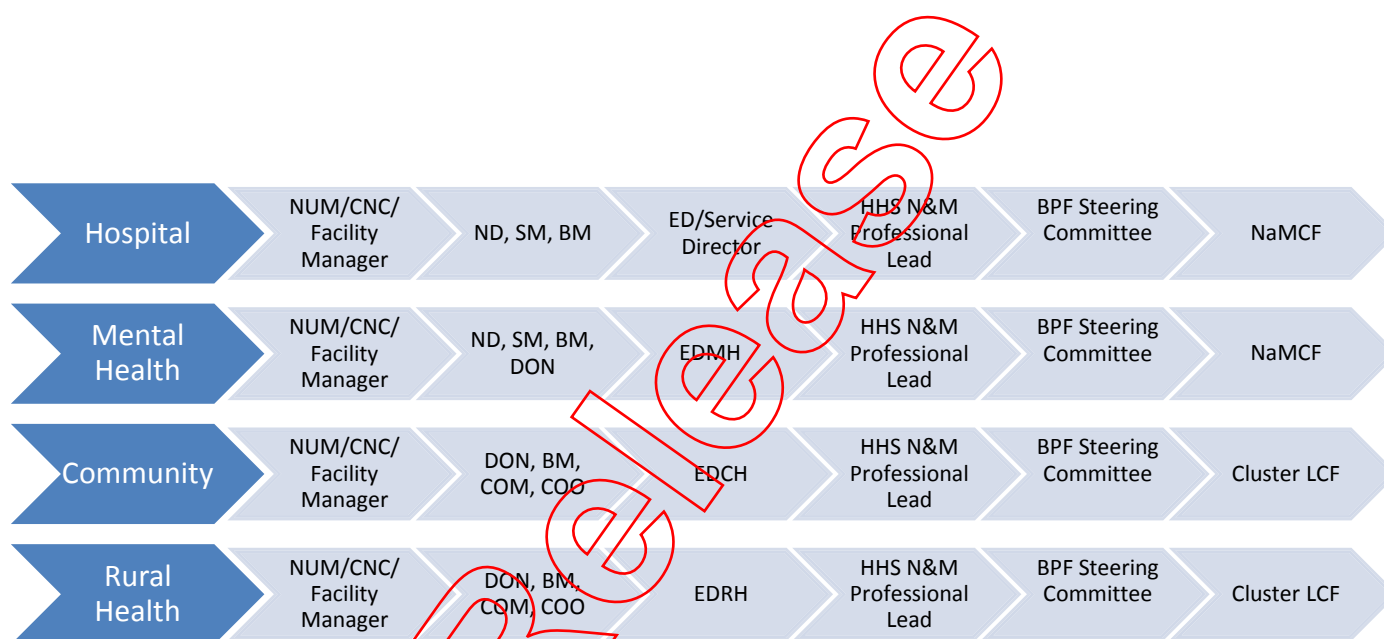 Hospital
NUM/CNC/
Facility
Manager
ND, SM, BM
ED/Service
Director
HHS N&M
Professional
Lead
BPF Steering
Committee
NaMCF
Mental
Health
NUM/CNC/
Facility
Manager
ND, SM, BM,
DON
EDMH
HHS N&M
Professional
Lead
BPF Steering
Committee
NaMCF
Community
NUM/CNC/
Facility
Manager
DON, BM,
COM, COO
EDCH
HHS N&M
Professional
Lead
BPF Steering
Committee
Cluster LCF
Rural
Health
NUM/CNC/
Facility
Manager
DON, BM,
COM, COO
EDRH
HHS N&M
Professional
Lead
BPF Steering
Committee
Cluster LCF
Release